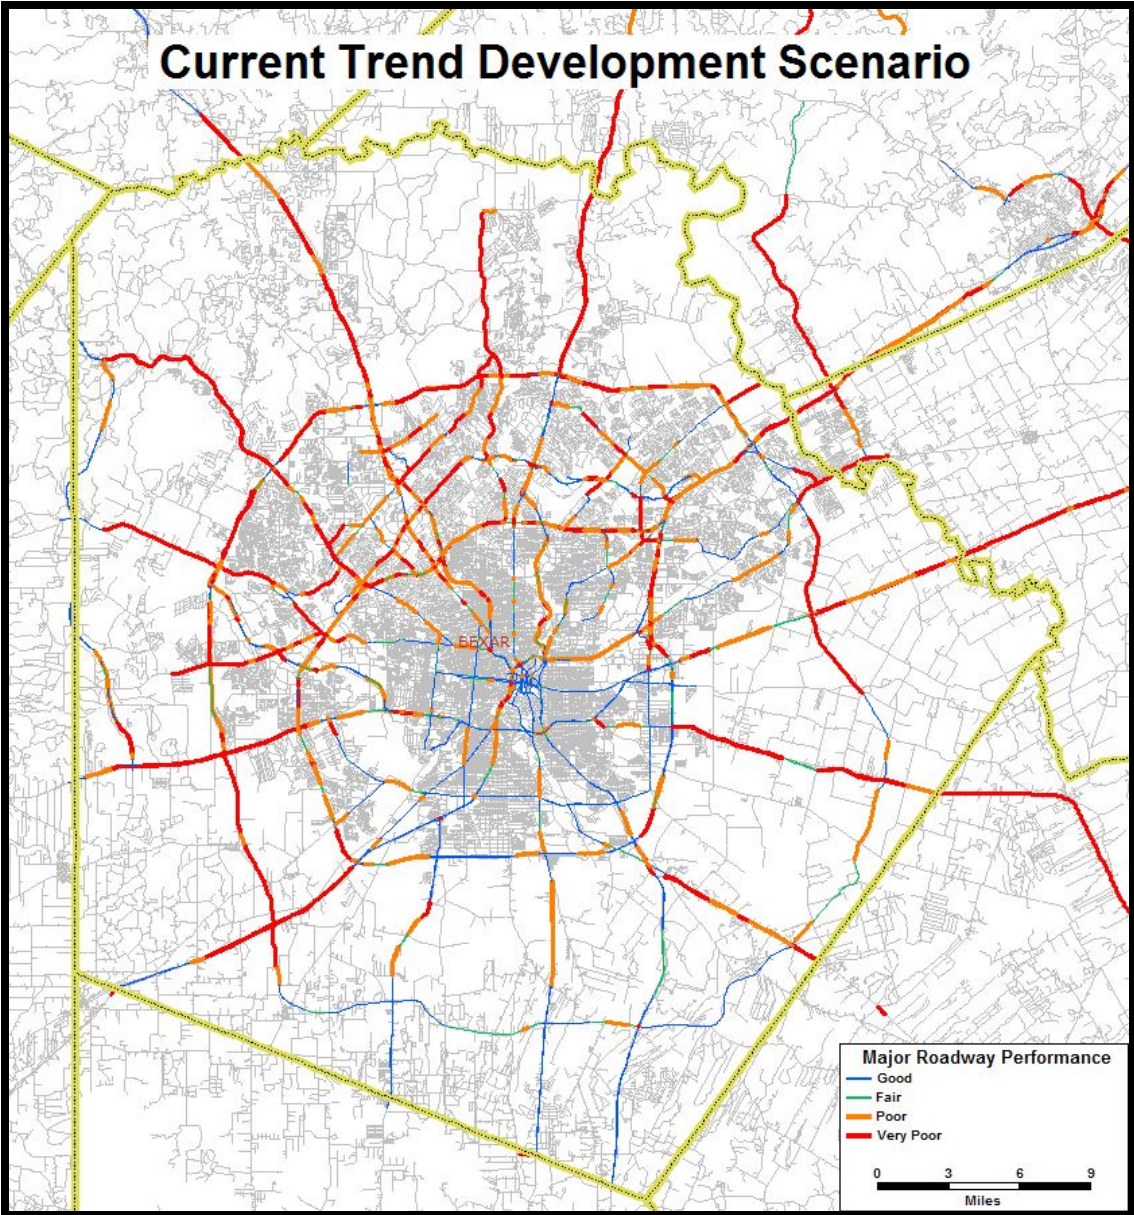 Current Trend Development Scenario
BEXAR
Major Roadway Performance
Good
Fair
Poor
Very Poor
0 3 6 9
Miles